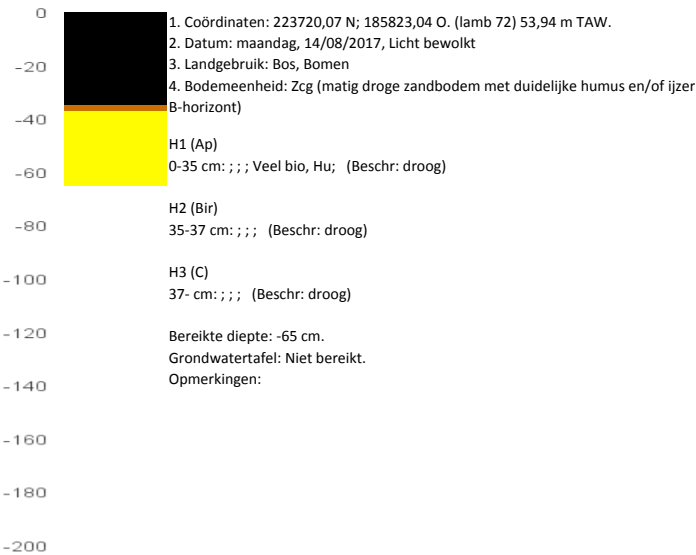 0
-20
-40
-60
-80
-100
-120
-140
-160
-180
-200
1. Coördinaten: 223720,07 N; 185823,04 O. (lamb 72) 53,94 m TAW.
2. Datum: maandag, 14/08/2017, Licht bewolkt
3. Landgebruik: Bos, Bomen
4. Bodemeenheid: Zcg (matig droge zandbodem met duidelijke humus en/of ijzer
B-horizont)
H1 (Ap)
0-35 cm: ; ; ; Veel bio, Hu; (Beschr: droog)
H2 (Bir)
35-37 cm: ; ; ; (Beschr: droog)
H3 (C)
37- cm: ; ; ; (Beschr: droog)
Bereikte diepte: -65 cm.
Grondwatertafel: Niet bereikt.
Opmerkingen: